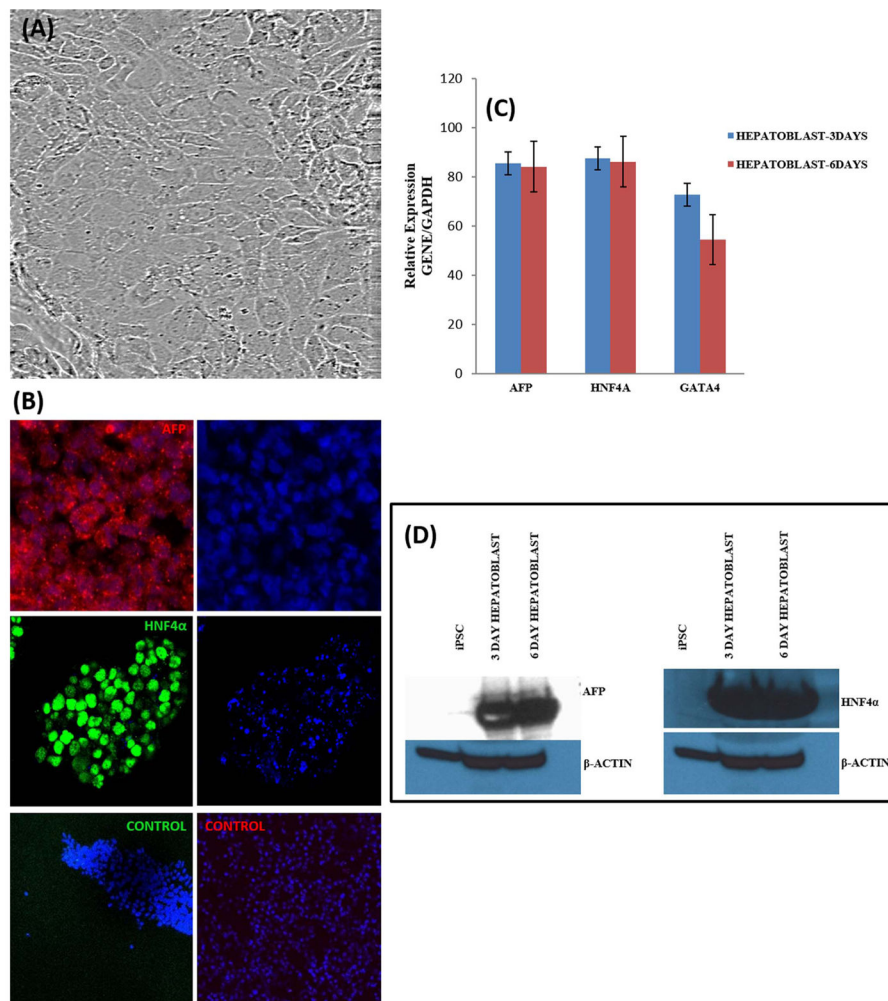 (A)
(B)
AFP
HNF4α
CONTROL
CONTROL
(C)
120
100
80
60
40
20
0
Relative Expression
GENE/GAPDH
AFP
HNF4A
GATA4
HEPATOBLAST-3DAYS
HEPATOBLAST-6DAYS
(D)
iPSC
3 DAY HEPATOBLAST
6 DAY HEPATOBLAST
AFP
β-ACTIN
iPSC
3 DAY HEPATOBLAST
6 DAY HEPATOBLAST
HNF4α
β-ACTIN